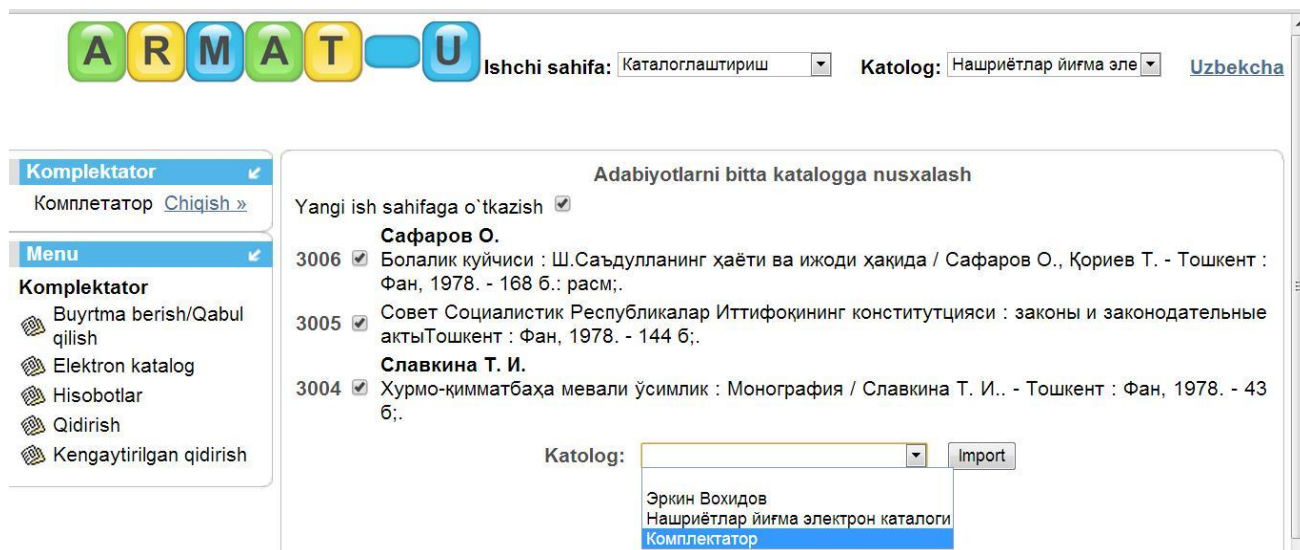 ARMAT-U
Ishchi sahifa: Каталоглаштириш Katolog: Нашриётлар йиғма эле Uzbekcha
Komplektator
Комплетатор Chiqish »
Menu
Komplektator
Buyrtma berish/Qabul
qilish
Elektron katalog
Hisobotlar
Qidirish
Kengaytirilgan qidirish
Adabiyotlarni bitta katalogga nusxalash
Yangi ish sahifaga o`tkazish
Сафаров О.
3006 Болалик куйчиси : Ш.Саъдулланинг ҳаёти ва ижоди ҳақида / Сафаров О., Қориев Т. - Тошкент :
Фан, 1978. - 168 б.: расм;.
3005 Совет Социалистик Республикалар Иттифоқининг конститутцияси : законы и законодательные
актыТошкент : Фан, 1978. - 144 б;.
Славкина Т. И.
3004 Хурмо-қимматбаҳа мевали ўсимлик : Монография / Славкина Т. И.. - Тошкент : Фан, 1978. - 43
б;.
Katolog: Import
Эркин Вохидов
Нашриётлар йиғма электрон каталоги
Комплектатор